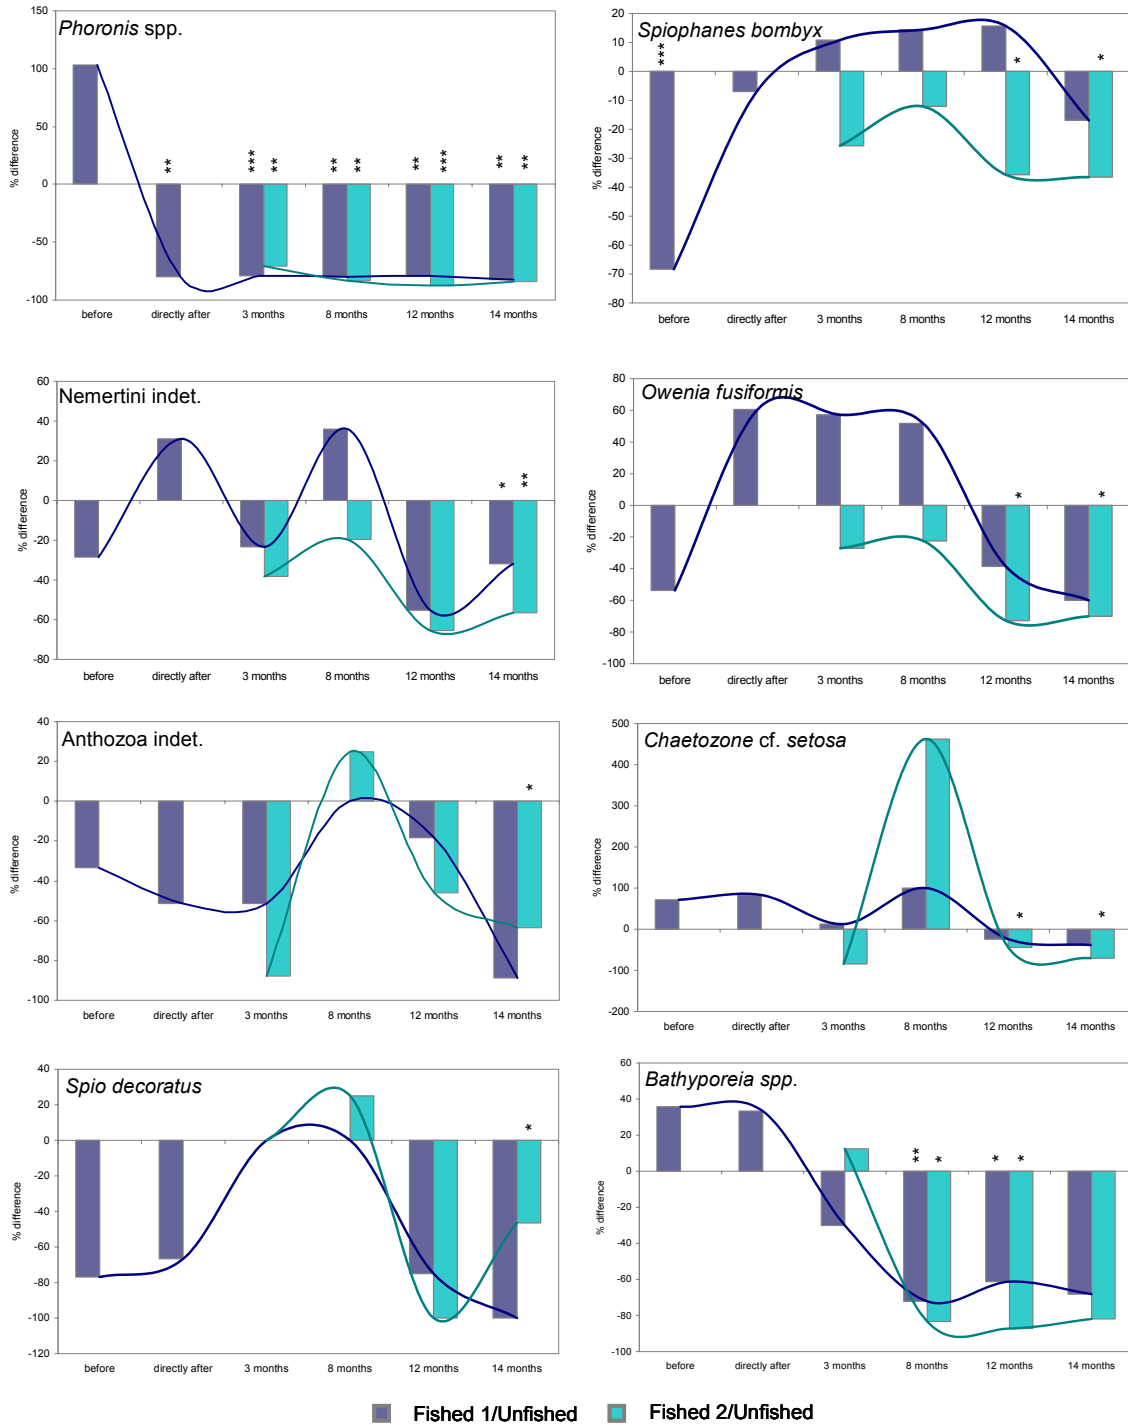 Phoronis spp.
% difference
150
100
50
0
-50
-100
** *** ** ** ** ** *** ** **
before directly after 3 months 8 months 12 months 14 months
Spiophanes bombyx
% difference
20
10
0
-10
-20
-30
-40
-50
-60
-70
-80
*** * *
before directly after 3 months 8 months 12 months 14 months
Nemertini indet.
% difference
60
40
20
0
-20
-40
-60
-80
* **
before directly after 3 months 8 months 12 months 14 months
Owenia fusiformis
% difference
80
60
40
20
0
-20
-40
-60
-80
-100
* *
before directly after 3 months 8 months 12 months 14 months
Anthozoa indet.
% difference
40
20
0
-20
-40
-60
-80
-100
*
before directly after 3 months 8 months 12 months 14 months
Chaetozone cf. setosa
% difference
500
400
300
200
100
0
-100
-200
* *
before directly after 3 months 8 months 12 months 14 months
Spio decoratus
% difference
40
20
0
-20
-40
-60
-80
-100
-120
*
before directly after 3 months 8 months 12 months 14 months
Bathyporeia spp.
% difference
60
40
20
0
-20
-40
-60
-80
-100
** * * *
before directly after 3 months 8 months 12 months 14 months
Fished 1/Unfished Fished 2/Unfished